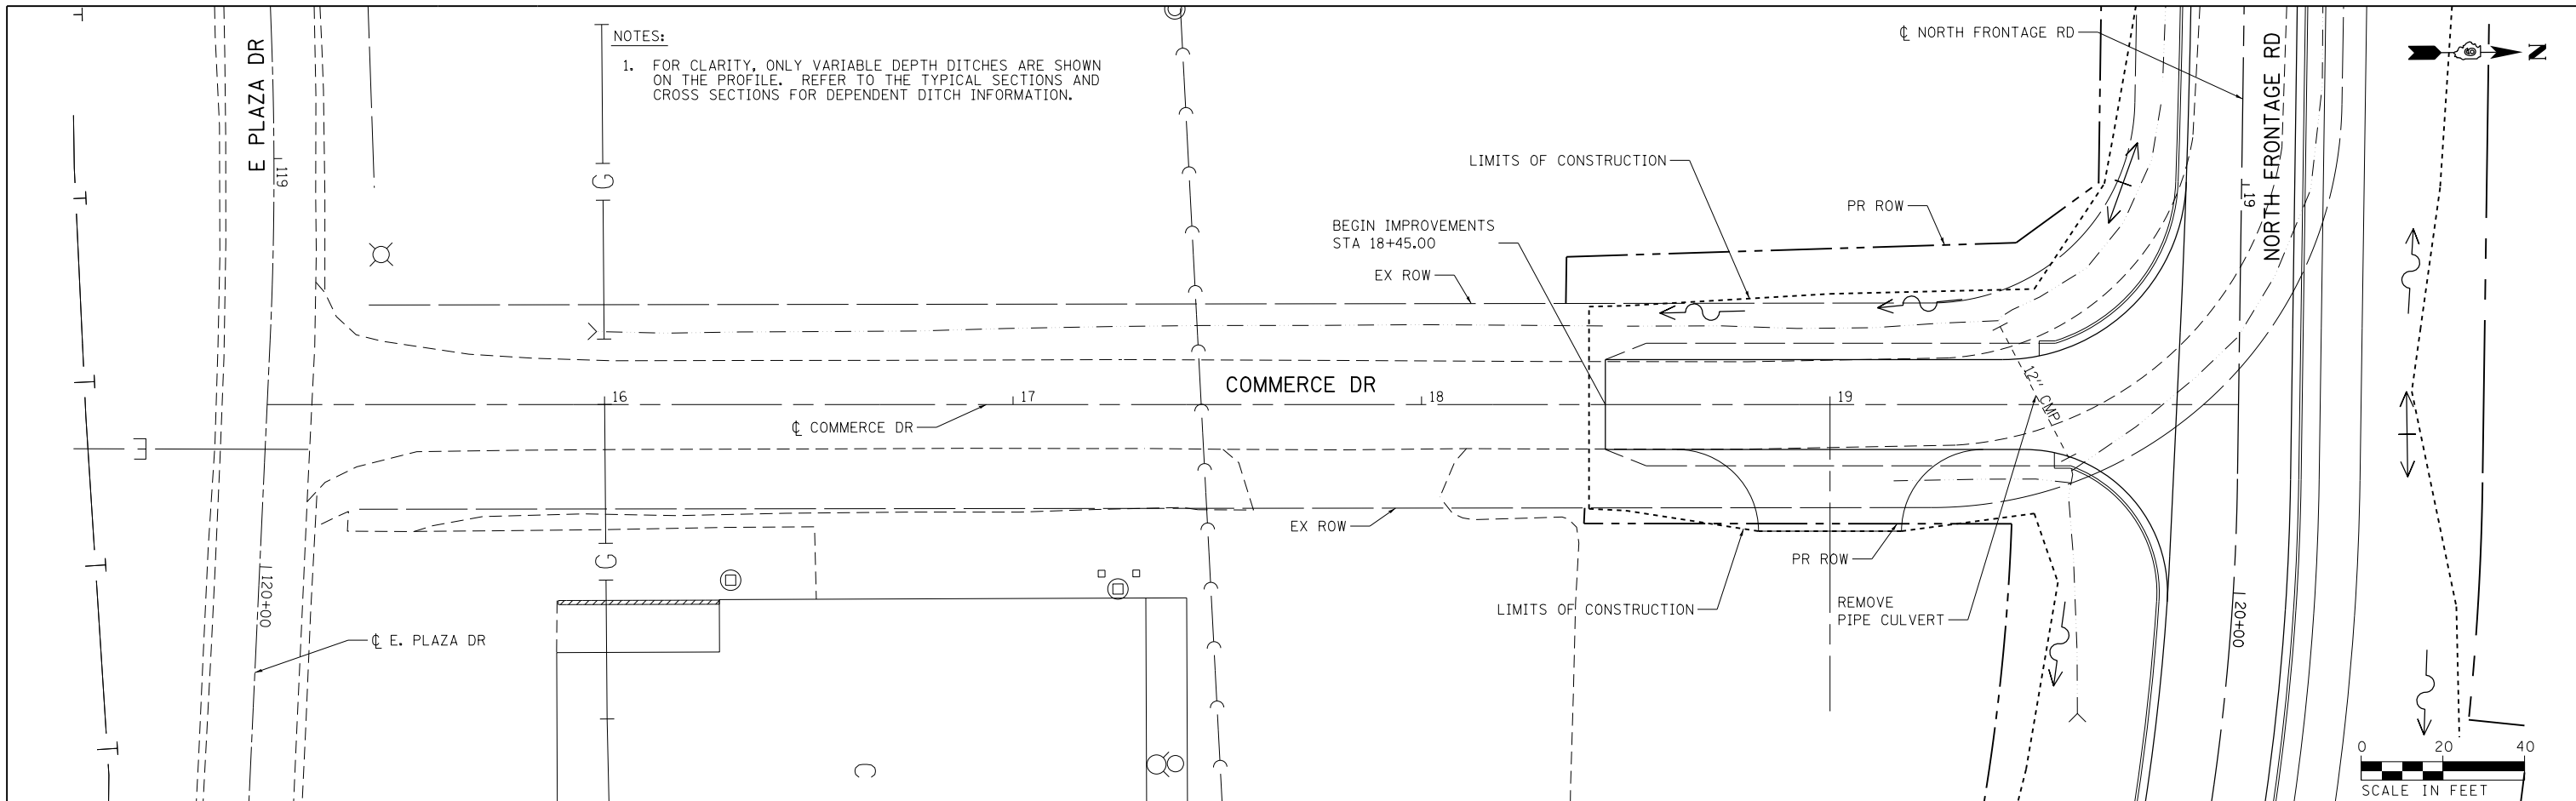 NOTES:
1. FOR CLARITY, ONLY VARIABLE DEPTH DITCHES ARE SHOWN
ON THE PROFILE. REFER TO THE TYPICAL SECTIONS AND
CROSS SECTIONS FOR DEPENDENT DITCH INFORMATION.
E PLAZA DR
119
T
G
℄ NORTH FRONTAGE RD
NORTH FRONTAGE RD
N
T
LIMITS OF CONSTRUCTION
PR ROW
19
BEGIN IMPROVEMENTS
STA 18+45.00
EX ROW
COMMERCE DR
T
16
17
18
19
12" CMP
℄ COMMERCE DR
E
EX ROW
PR ROW
T
G
120+00
LIMITS OF CONSTRUCTION
REMOVE
PIPE CULVERT
20+00
℄ E. PLAZA DR
T
C
0 20 40
SCALE IN FEET